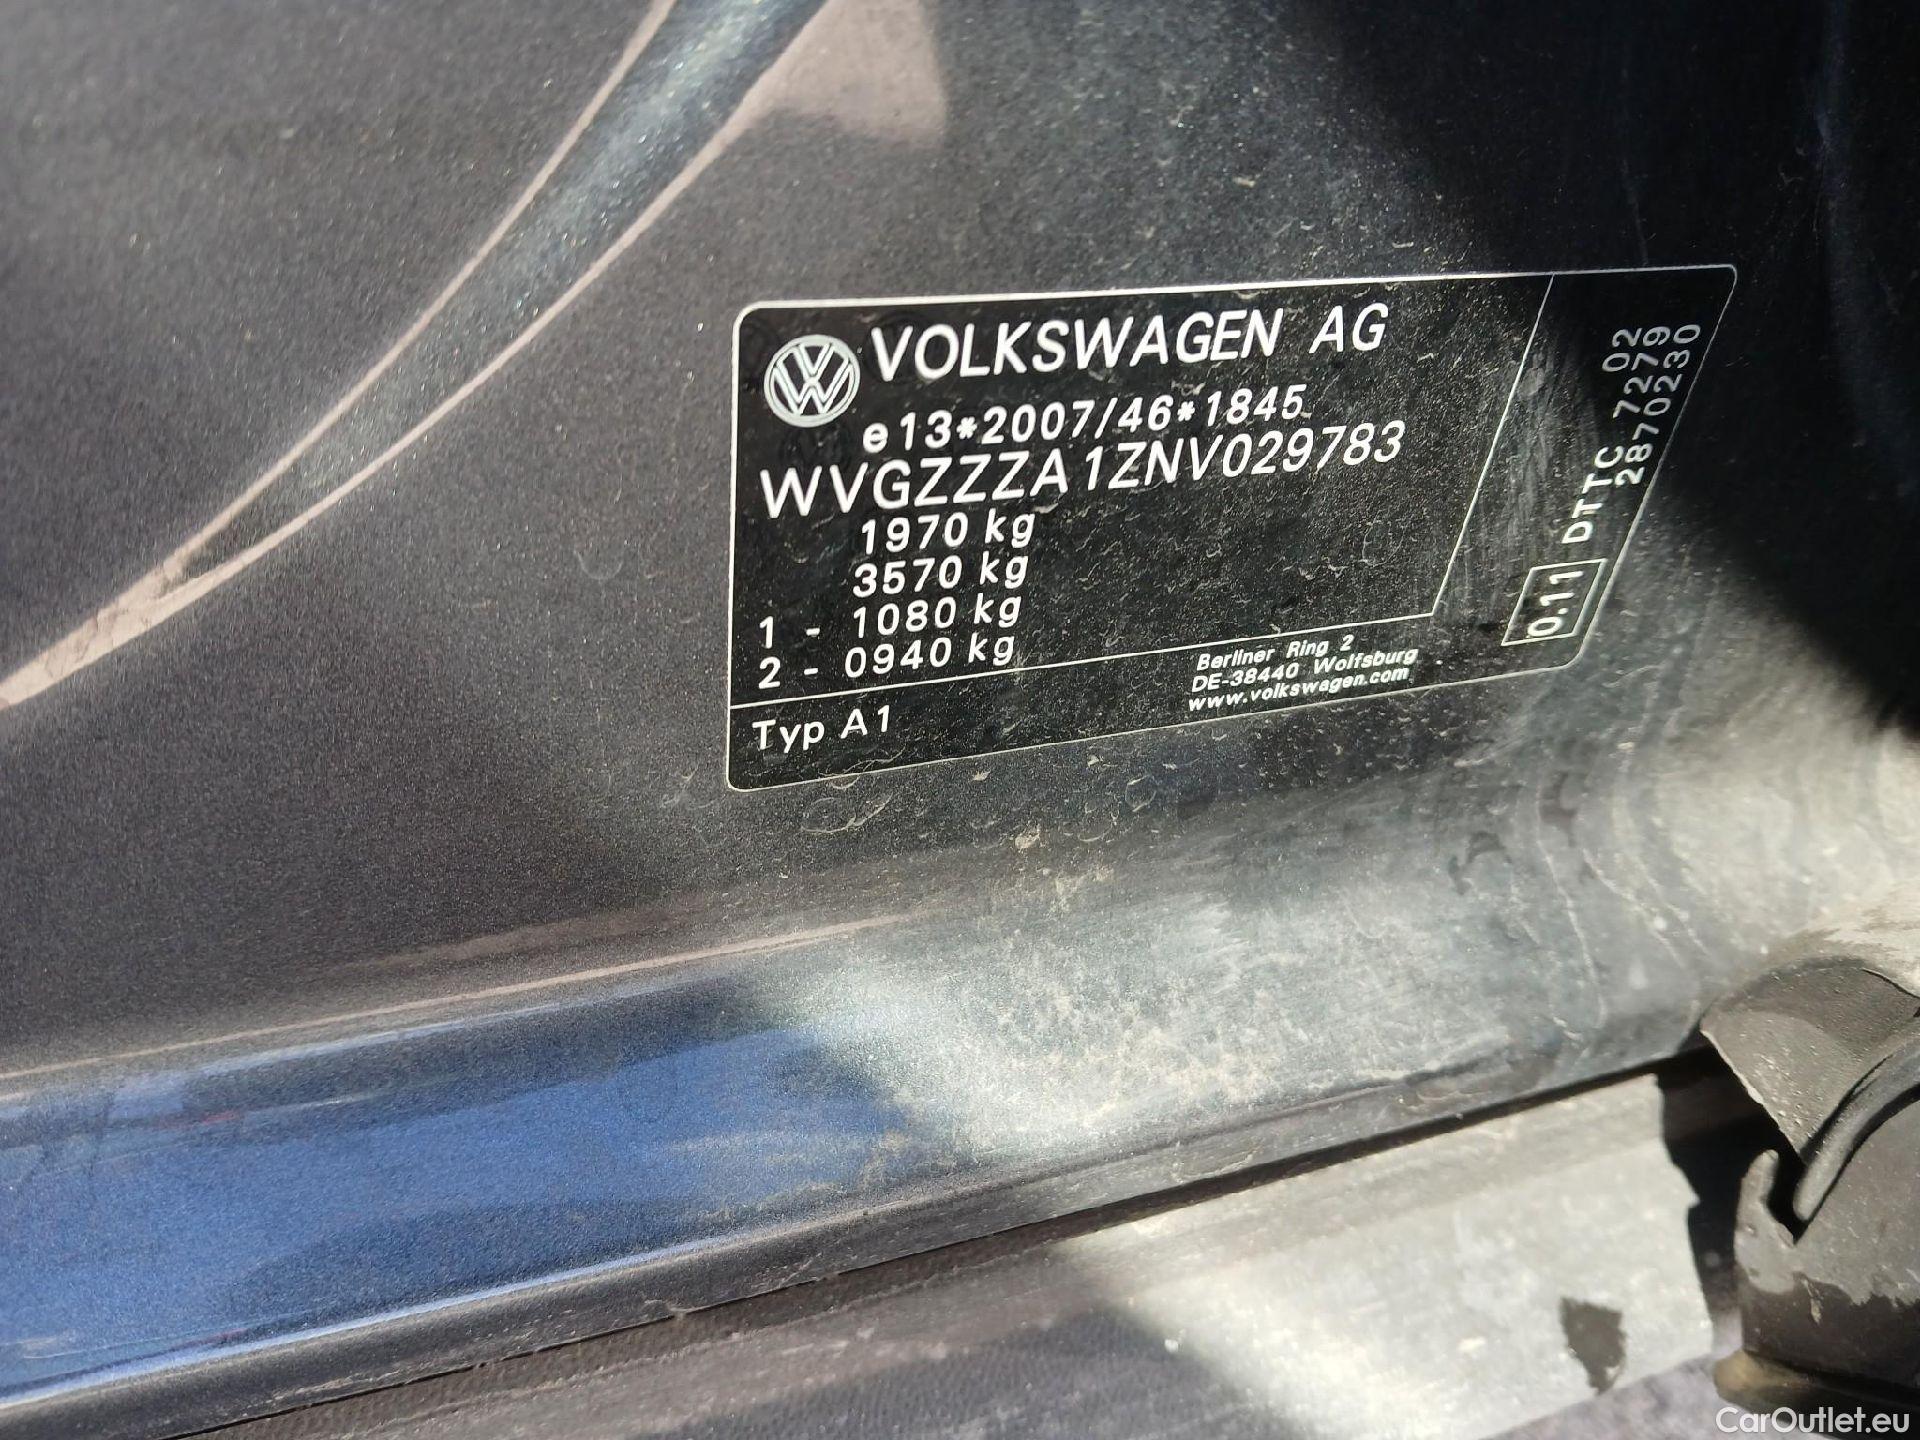 VOLKSWAGEN AG
e13*2007/46*1845
WVGZZZA1ZNV029783
1970 kg
3570 kg
1 - 1080 kg
2 - 0940 kg
Typ A1
Berliner Ring 2
DE-38440 Wolfsburg
www.volkswagen.com
0.11 DTTC 7202
7279
2870230
CarOutlet.eu